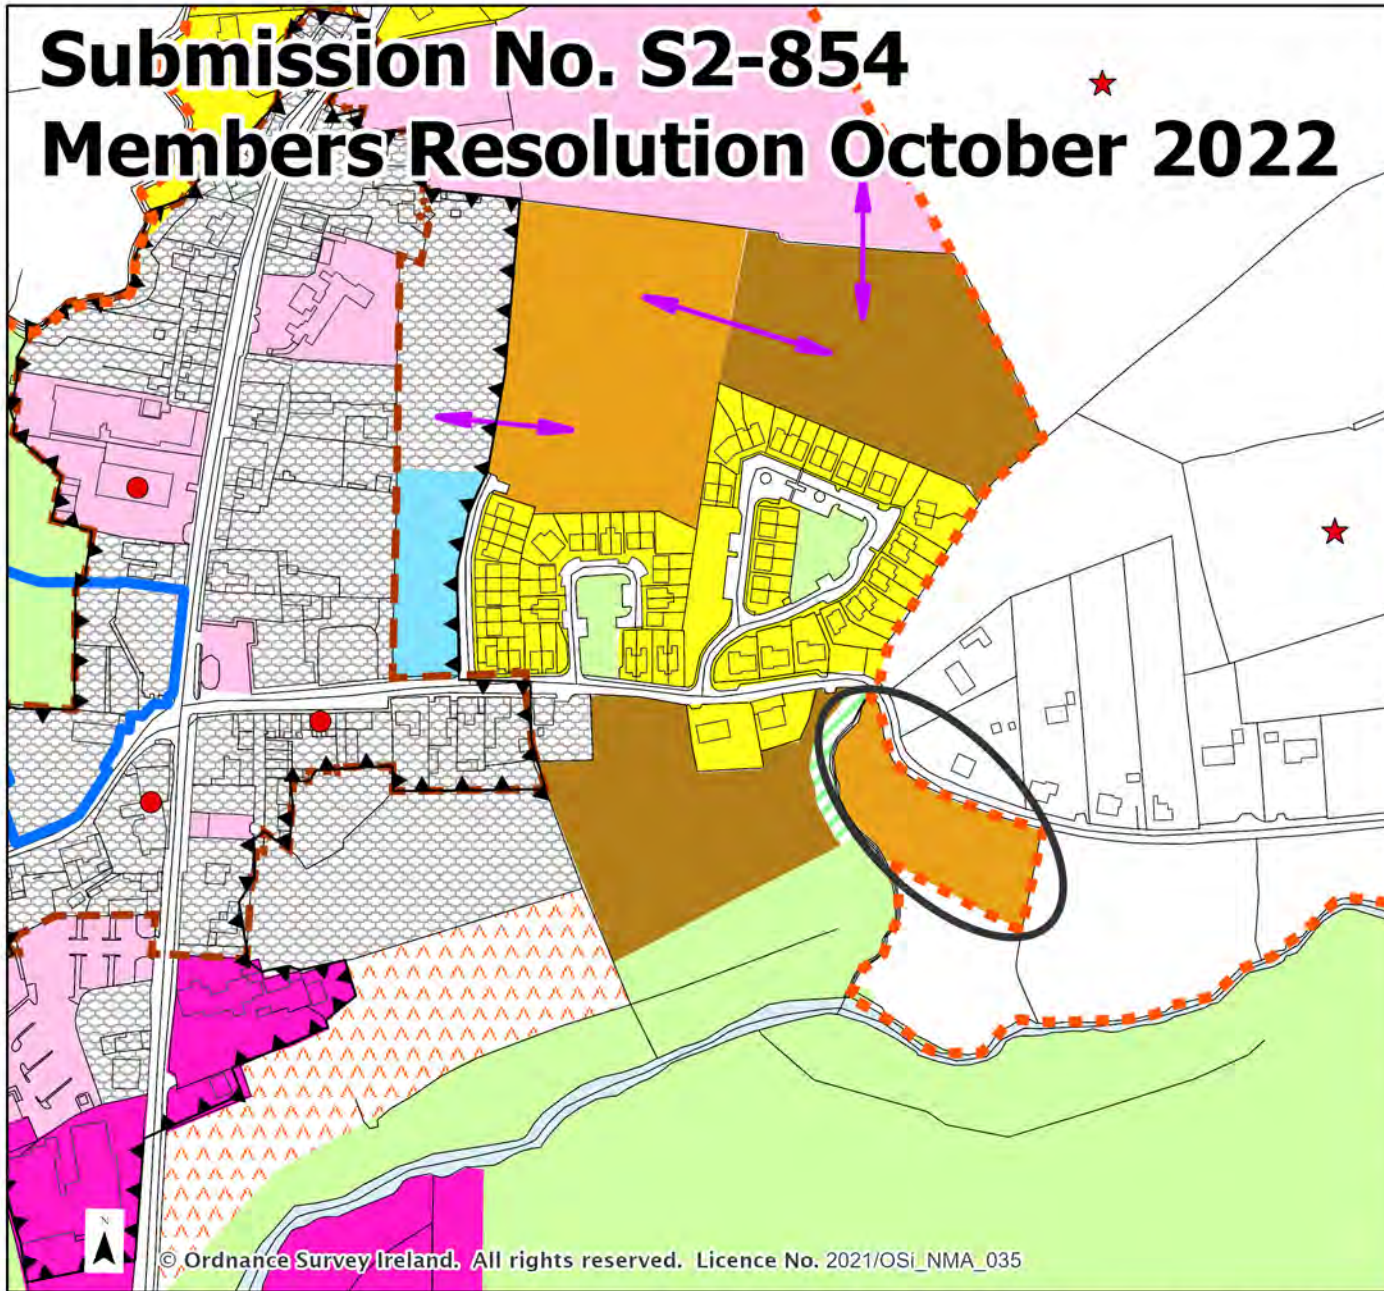 Submission No. S2-854
Members Resolution October 2022
N
© Ordnance Survey Ireland. All rights reserved. Licence No. 2021/OSi_NMA_035